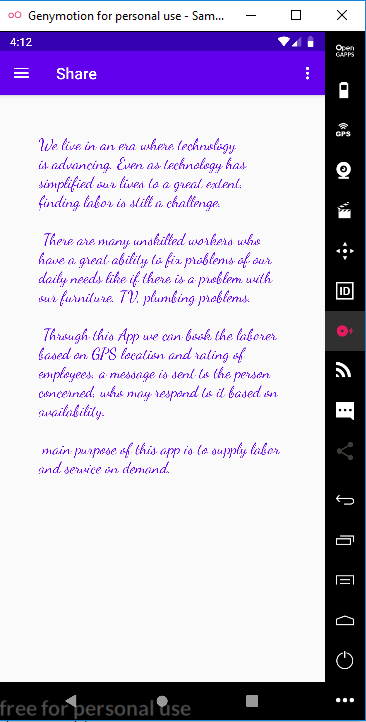 Genymotion for personal use - Sam...
4:12
Open
GAPPS
Share
GPS
We live in an era where technology
is advancing. Even as technology has
simplified our lives to a great extent,
finding labor is still a challenge.
There are many unskilled workers who
have a great ability to fix problems of our
daily needs like if there is a problem with
our furniture, TV, plumbing problems.
ID
Through this App we can book the laborer
based on GPS location and rating of
employees, a message is sent to the person
concerned, who may respond to it based on
availability.
main purpose of this app is to supply labor
and service on demand.
free for personal use